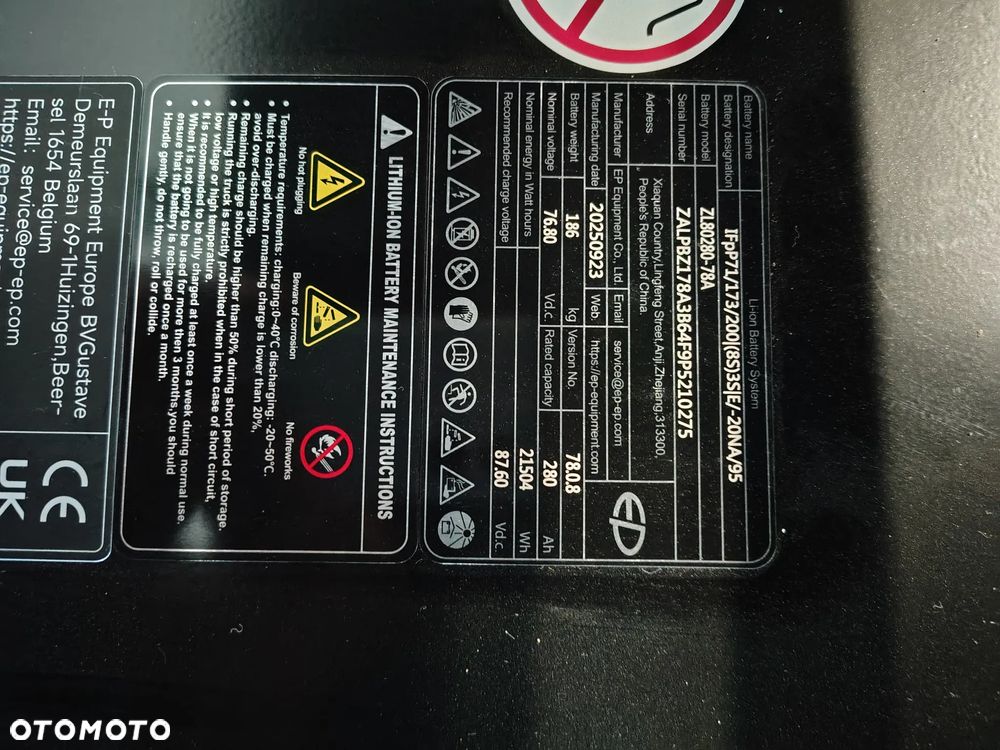 Battery name Li-ion Battery System
Battery designation IFpP71/173/200|(8S)3S|E/-20NA/95
Battery model ZL80280-78A
Serial number ZALPBZ178A3B64F9P5210275
Address Xiaquan Country,Lingfeng Street,Anji,Zhejiang,313300,
People's Republic of China.
Manufacturer EP Equipment Co., Ltd. Email service@ep-ep.com
Manufacturing date 20250923 Web. https://ep-equipment.com
Battery weight 186 kg Version No. 78.0.8
Nominal voltage 76.80 Vd.c. Rated capacity 280 Ah
Nominal energy in Watt hours 21504 Wh
Recommended charge voltage 87.60 Vd.c.
EP
LITHIUM-ION BATTERY MAINTENANCE INSTRUCTIONS
No hot plugging
Beware of corrosion
No fireworks
• Temperature requirements: charging:0~40°C discharging: -20~50°C.
• Must be charged when remaining charge is lower than 20%,
avoid over-discharging.
• Remaining charge should be higher than 50% during short period of storage.
• Running the truck is strictly prohibited when in the case of short circuit,
low voltage or high temperature.
• It is recommended to be fully charged at least once a week during normal use.
• When it is not going to be used for more then 3 months,you should
ensure that the battery is recharged once a month.
• Handle gently, do not throw, roll or collide.
E-P Equipment Europe BV/Gustave
Demeurslaan 69-1Huizingen,Beer-
sel 1654 Belgium
Email: service@ep-ep.com
CE
UK
OTOMOTO